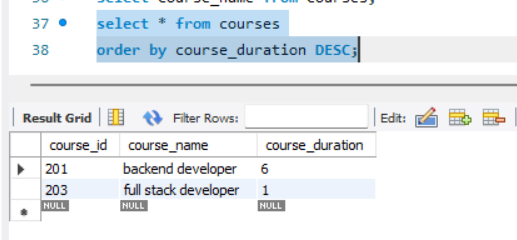 36 select course_name from courses;
37 select * from courses
38 order by course_duration DESC;
Result Grid Filter Rows: Edit:
course_id course_name course_duration
201 backend developer 6
203 full stack developer 1
NULL NULL NULL